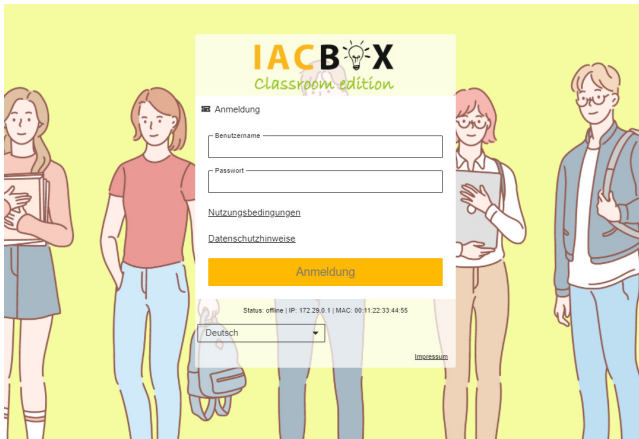 IACBOX
Classroom edition
Anmeldung
Benutzername
Passwort
Nutzungsbedingungen
Datenschutzhinweise
Anmeldung
Status: offline | IP: 172.29.0.1 | MAC: 00:11:22:33:44:55
Deutsch
Impressum